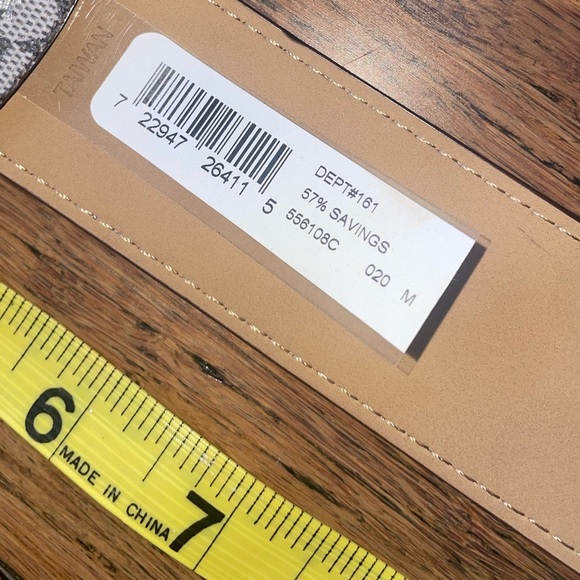 TAIWAN
7 22947 26411 5
DEPT#161
57% SAVINGS
556108C 020 M
6 7
MADE IN CHINA